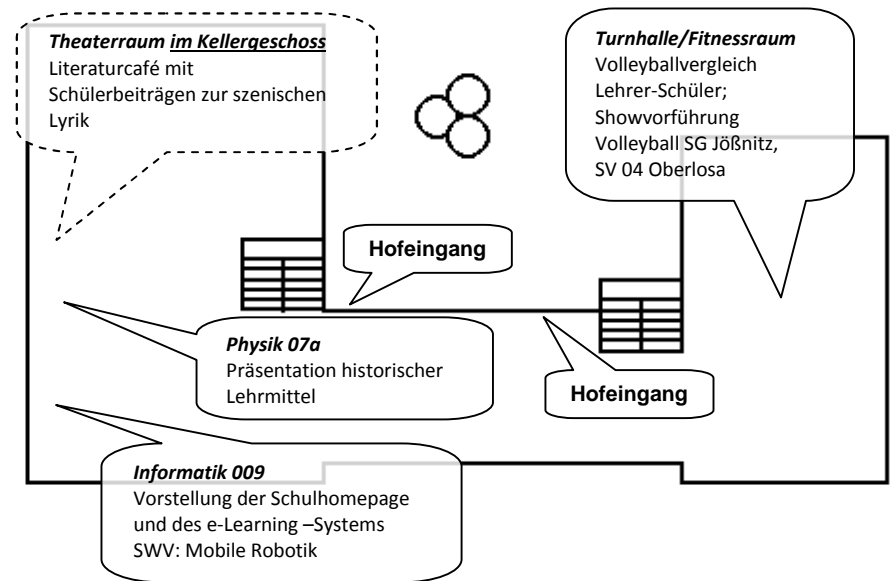 Theaterraum im Kellergeschoss
Literaturcafé mit
Schülerbeiträgen zur szenischen
Lyrik
Turnhalle/Fitnessraum
Volleyballvergleich
Lehrer-Schüler;
Showvorführung
Volleyball SG Jößnitz,
SV 04 Oberlosa
Hofeingang
Physik 07a
Präsentation historischer
Lehrmittel
Hofeingang
Informatik 009
Vorstellung der Schulhomepage
und des e-Learning –Systems
SWV: Mobile Robotik